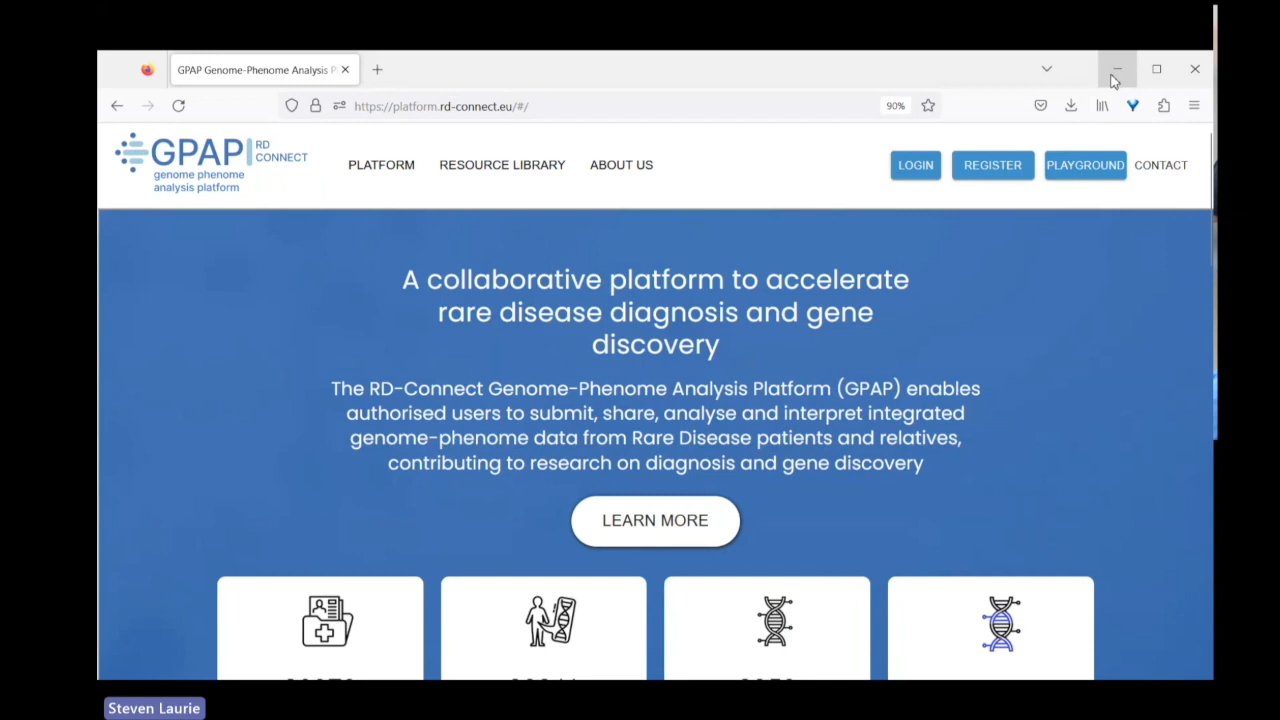 GPAP Genome-Phenome Analysis P
https://platform.rd-connect.eu/#/
90%
GPAP RD CONNECT
genome phenome
analysis platform
PLATFORM
RESOURCE LIBRARY
ABOUT US
LOGIN
REGISTER
PLAYGROUND
CONTACT
A collaborative platform to accelerate
rare disease diagnosis and gene
discovery
The RD-Connect Genome-Phenome Analysis Platform (GPAP) enables
authorised users to submit, share, analyse and interpret integrated
genome-phenome data from Rare Disease patients and relatives,
contributing to research on diagnosis and gene discovery
LEARN MORE
Steven Laurie